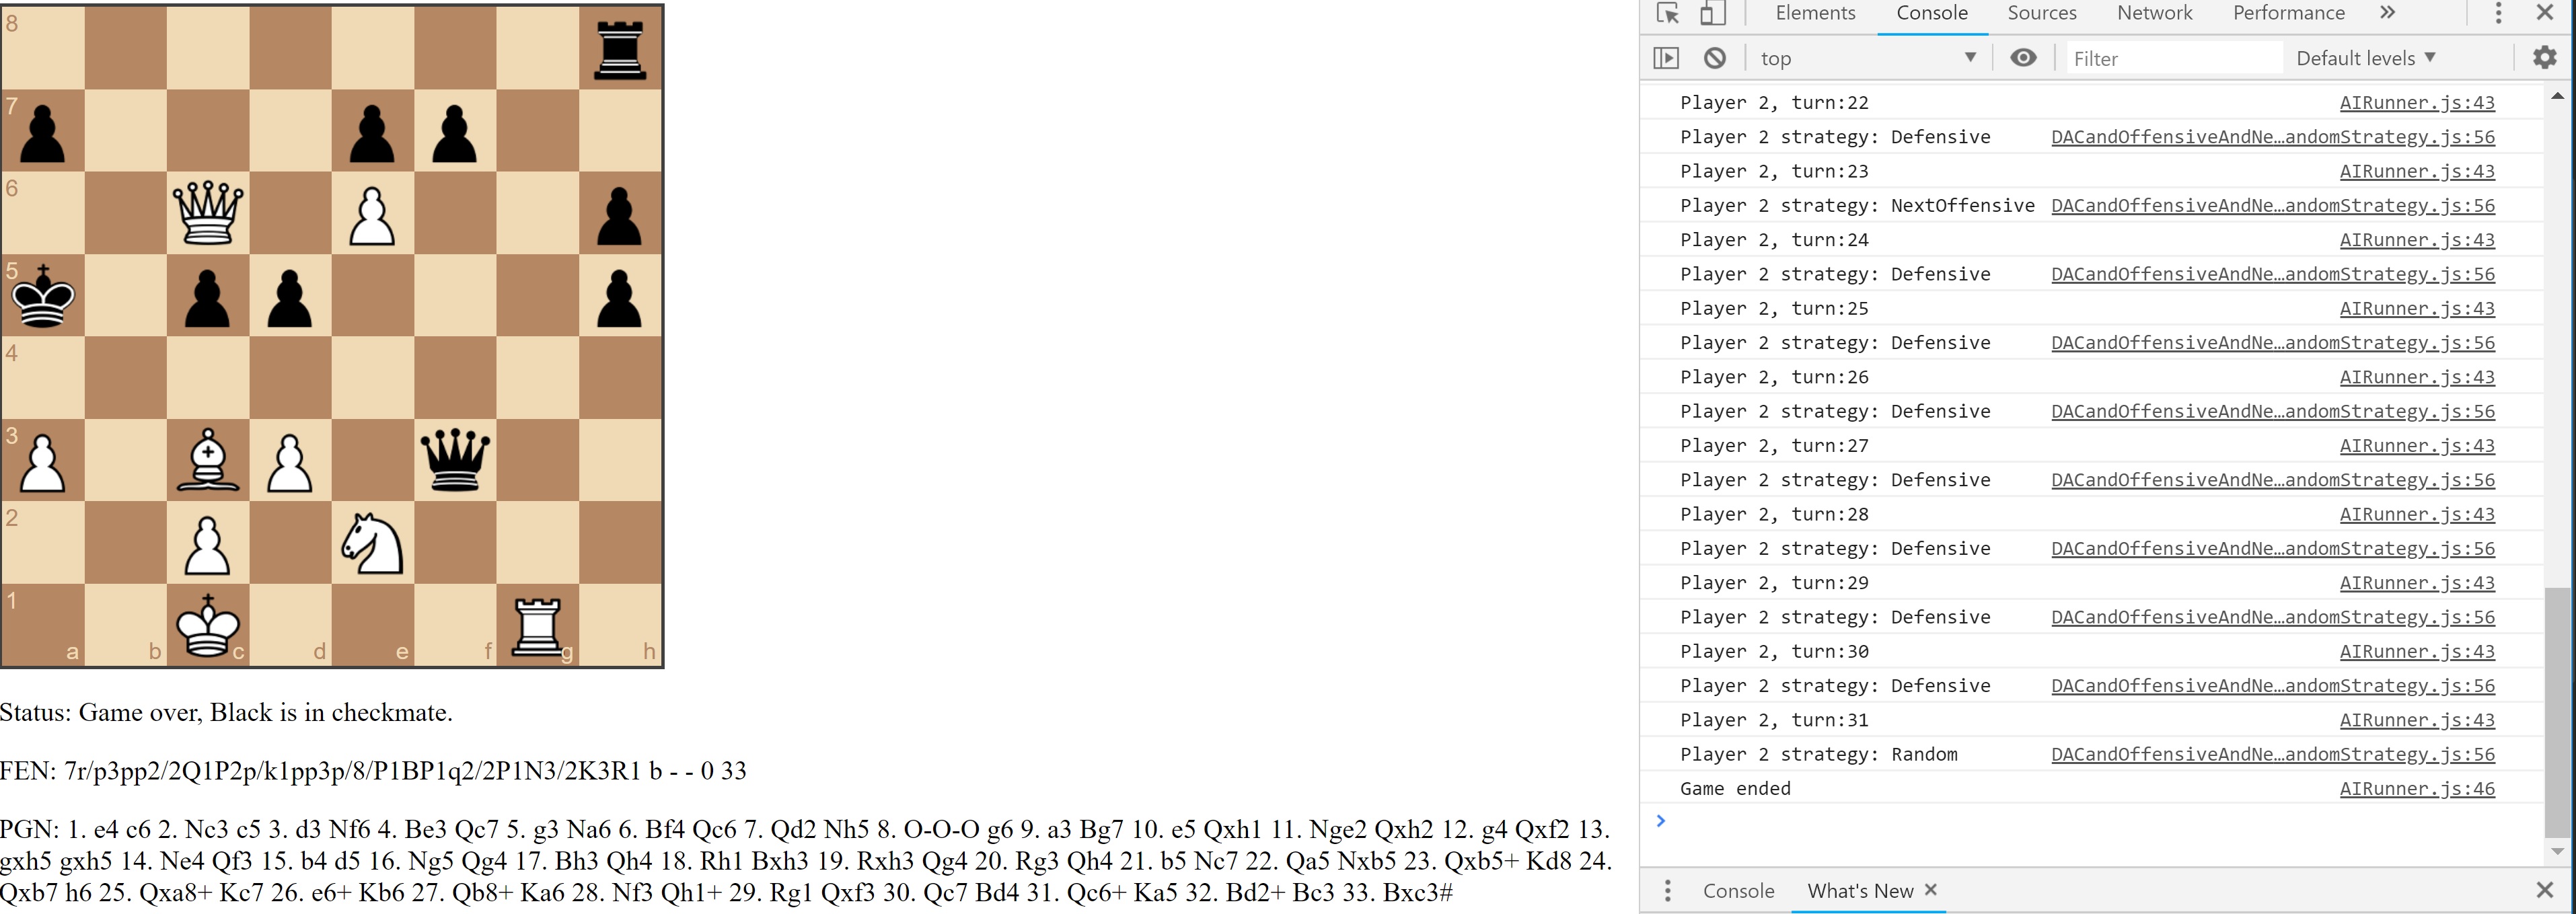 8
7
6
5
4
3
2
1
a b c d e f g h
Status: Game over, Black is in checkmate.
FEN: 7r/p3pp2/2Q1P2p/k1pp3p/8/P1BP1q2/2P1N3/2K3R1 b - - 0 33
PGN: 1. e4 c6 2. Nc3 c5 3. d3 Nf6 4. Be3 Qc7 5. g3 Na6 6. Bf4 Qc6 7. Qd2 Nh5 8. O-O-O g6 9. a3 Bg7 10. e5 Qxh1 11. Nge2 Qxh2 12. g4 Qxf2 13.
gxh5 gxh5 14. Ne4 Qf3 15. b4 d5 16. Ng5 Qg4 17. Bh3 Qh4 18. Rh1 Bxh3 19. Rxh3 Qg4 20. Rg3 Qh4 21. b5 Nc7 22. Qa5 Nxb5 23. Qxb5+ Kd8 24.
Qxb7 h6 25. Qxa8+ Kc7 26. e6+ Kb6 27. Qb8+ Ka6 28. Nf3 Qh1+ 29. Rg1 Qxf3 30. Qc7 Bd4 31. Qc6+ Ka5 32. Bd2+ Bc3 33. Bxc3#
Elements Console Sources Network Performance
top Filter Default levels
Player 2, turn:22 AIRunner.js:43
Player 2 strategy: Defensive DACandOffensiveAndNe…andomStrategy.js:56
Player 2, turn:23 AIRunner.js:43
Player 2 strategy: NextOffensive DACandOffensiveAndNe…andomStrategy.js:56
Player 2, turn:24 AIRunner.js:43
Player 2 strategy: Defensive DACandOffensiveAndNe…andomStrategy.js:56
Player 2, turn:25 AIRunner.js:43
Player 2 strategy: Defensive DACandOffensiveAndNe…andomStrategy.js:56
Player 2, turn:26 AIRunner.js:43
Player 2 strategy: Defensive DACandOffensiveAndNe…andomStrategy.js:56
Player 2, turn:27 AIRunner.js:43
Player 2 strategy: Defensive DACandOffensiveAndNe…andomStrategy.js:56
Player 2, turn:28 AIRunner.js:43
Player 2 strategy: Defensive DACandOffensiveAndNe…andomStrategy.js:56
Player 2, turn:29 AIRunner.js:43
Player 2 strategy: Defensive DACandOffensiveAndNe…andomStrategy.js:56
Player 2, turn:30 AIRunner.js:43
Player 2 strategy: Defensive DACandOffensiveAndNe…andomStrategy.js:56
Player 2, turn:31 AIRunner.js:43
Player 2 strategy: Random DACandOffensiveAndNe…andomStrategy.js:56
Game ended AIRunner.js:46
Console What's New